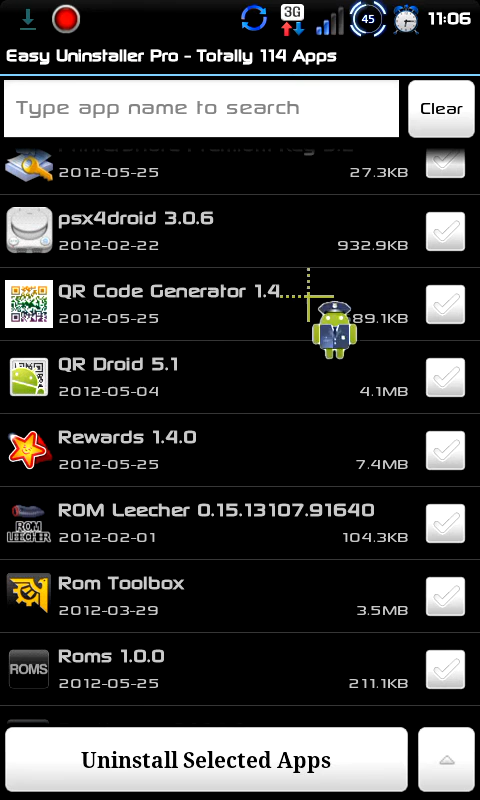 3G
45
11:06
Easy Uninstaller Pro - Totally 114 Apps
Type app name to search
Clear
2012-05-25 27.3KB
psx4droid 3.0.6
2012-02-22 932.9KB
QR Code Generator 1.4
2012-05-25 89.1KB
QR Droid 5.1
2012-05-04 4.1MB
Rewards 1.4.0
2012-05-25 7.4MB
ROM Leecher 0.15.13107.91640
ROM
LEECHER
2012-02-01 104.3KB
Rom Toolbox
2012-03-29 3.5MB
Roms 1.0.0
ROMS
2012-05-25 211.1KB
Uninstall Selected Apps